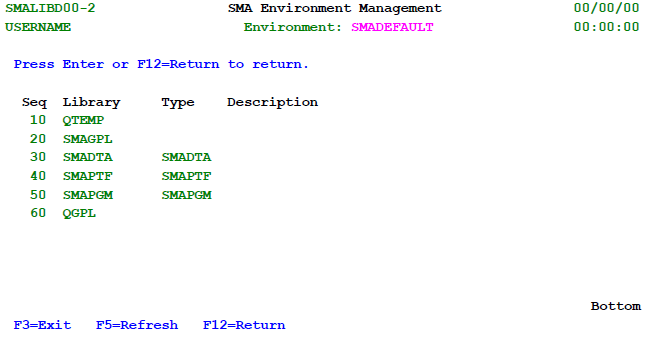 SMALIBD00-2 SMA Environment Management 00/00/00
USERNAME Environment: SMADEFAULT 00:00:00
Press Enter or F12=Return to return.
Seq Library Type Description
10 QTEMP
20 SMAGPL
30 SMADTA SMADTA
40 SMAPTF SMAPTF
50 SMAPGM SMAPGM
60 QGPL
Bottom
F3=Exit F5=Refresh F12=Return